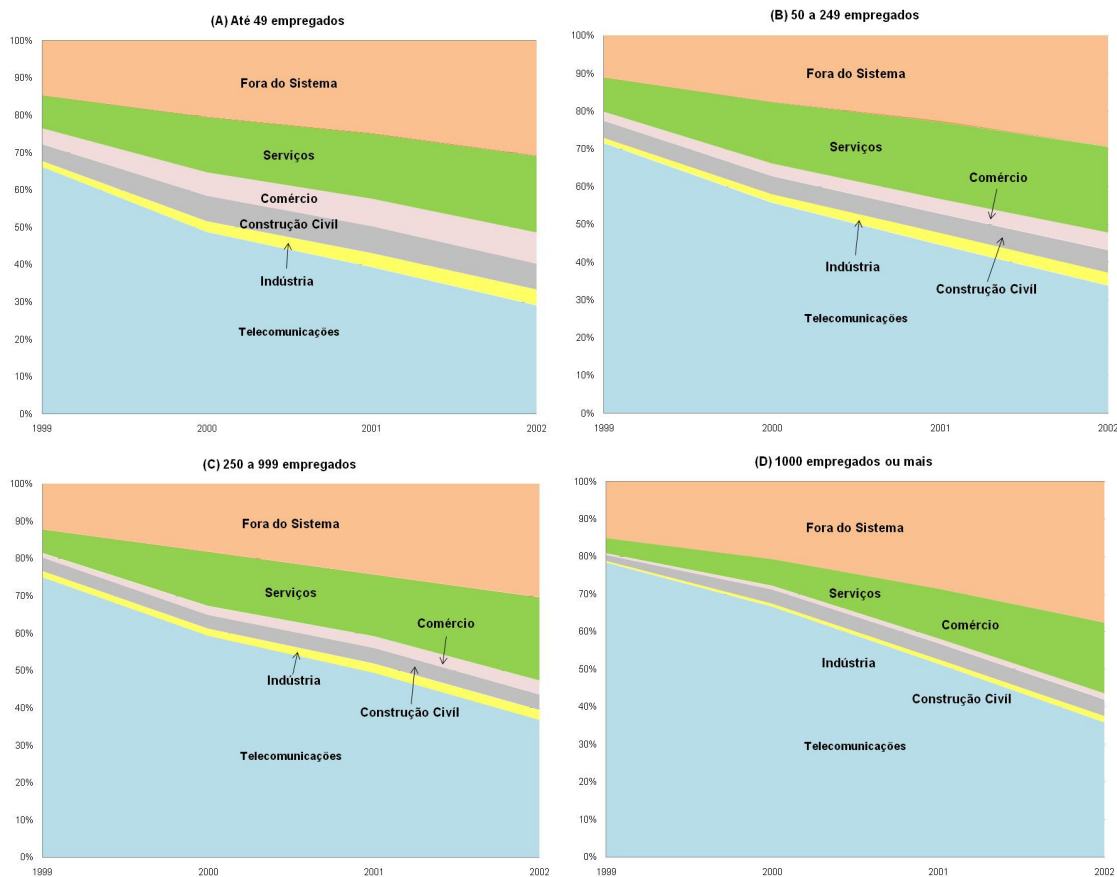 (A) Até 49 empregados
100%
90%
80%
70%
60%
50%
40%
30%
20%
10%
0%
Fora do Sistema
Serviços
Comércio
Construção Civíl
Indústria
Telecomunicações
1999 2000 2001 2002
(B) 50 a 249 empregados
100%
90%
80%
70%
60%
50%
40%
30%
20%
10%
0%
Fora do Sistema
Serviços
Comércio
Indústria
Construção Civíl
Telecomunicações
1999 2000 2001 2002
(C) 250 a 999 empregados
100%
90%
80%
70%
60%
50%
40%
30%
20%
10%
0%
Fora do Sistema
Serviços
Comércio
Indústria
Construção Civíl
Telecomunicações
1999 2000 2001 2002
(D) 1000 empregados ou mais
100%
90%
80%
70%
60%
50%
40%
30%
20%
10%
0%
Fora do Sistema
Serviços
Comércio
Indústria
Construção Civíl
Telecomunicações
1999 2000 2001 2002